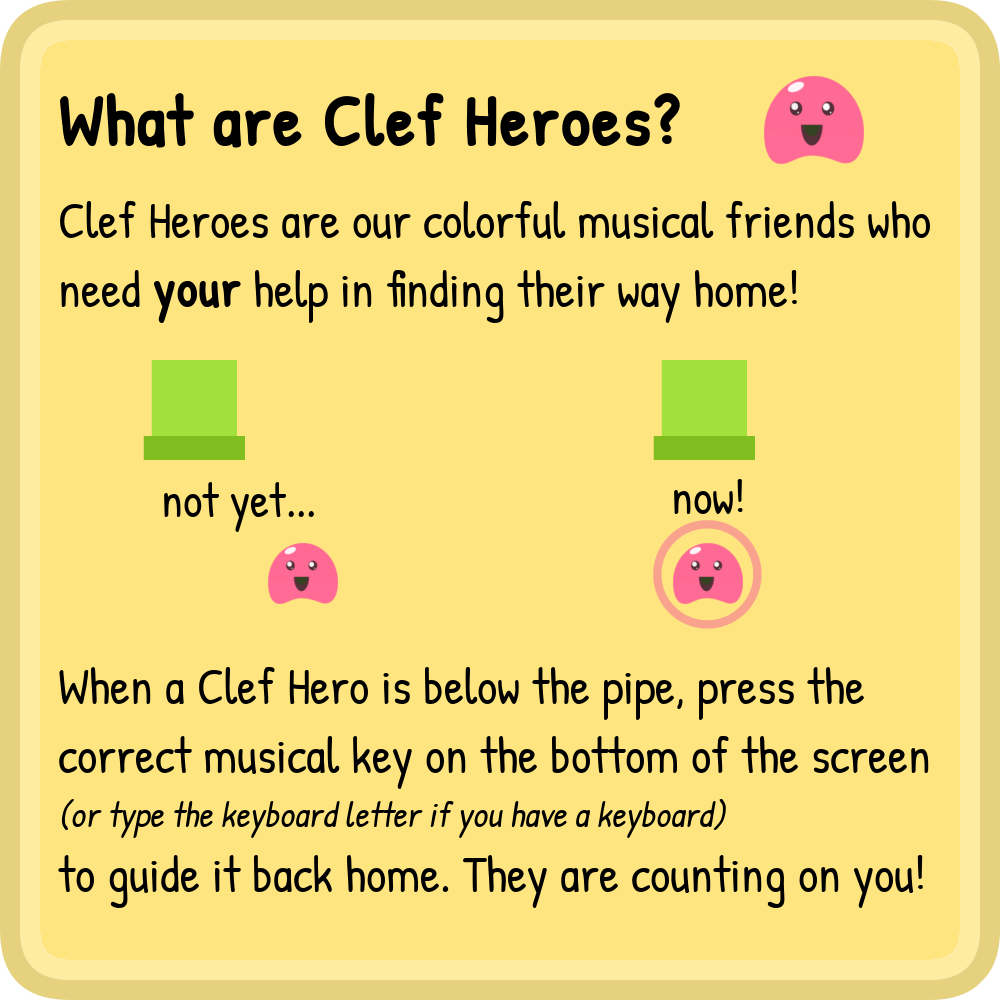 What are Clef Heroes?
Clef Heroes are our colorful musical friends who
need your help in finding their way home!
not yet...
now!
When a Clef Hero is below the pipe, press the
correct musical key on the bottom of the screen
(or type the keyboard letter if you have a keyboard)
to guide it back home. They are counting on you!